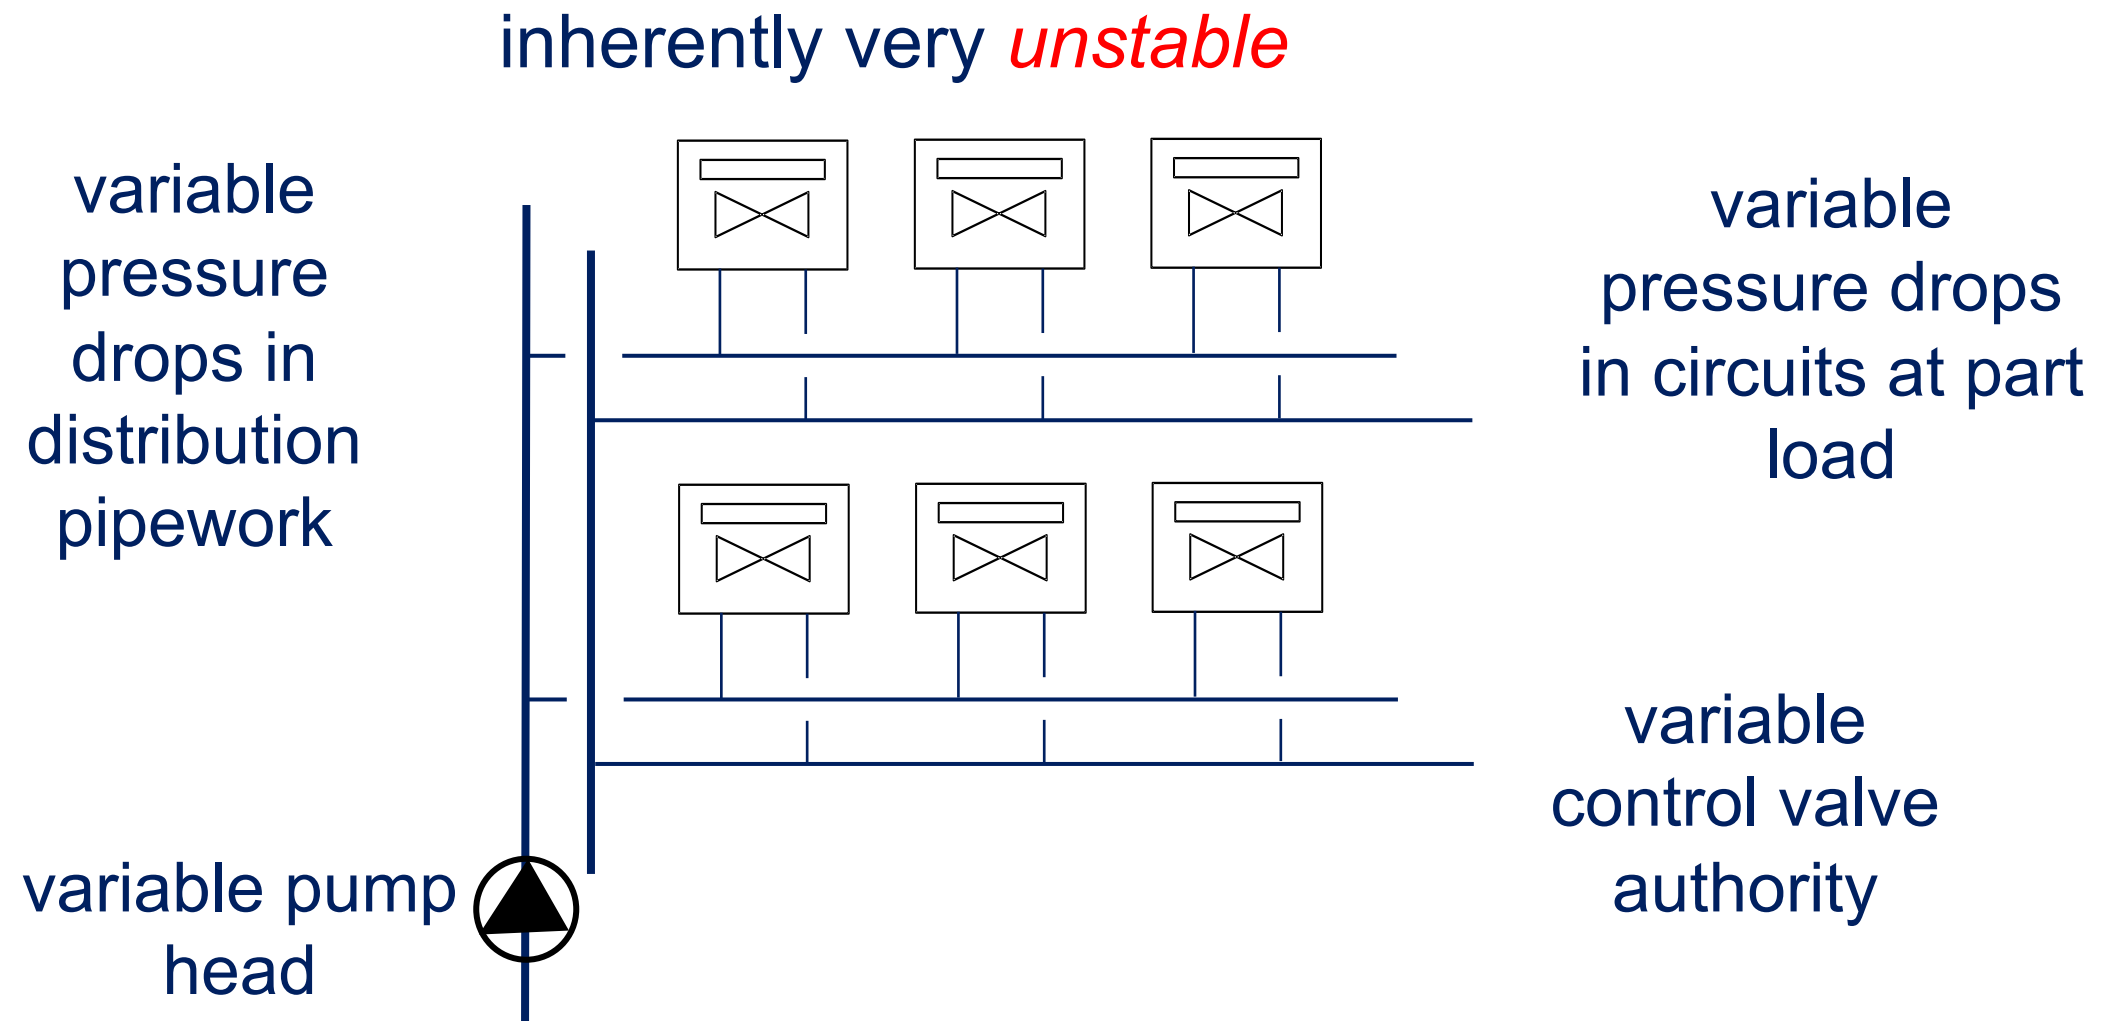 inherently very unstable
variable
pressure
drops in
distribution
pipework
variable
pressure drops
in circuits at part
load
variable
control valve
authority
variable pump
head